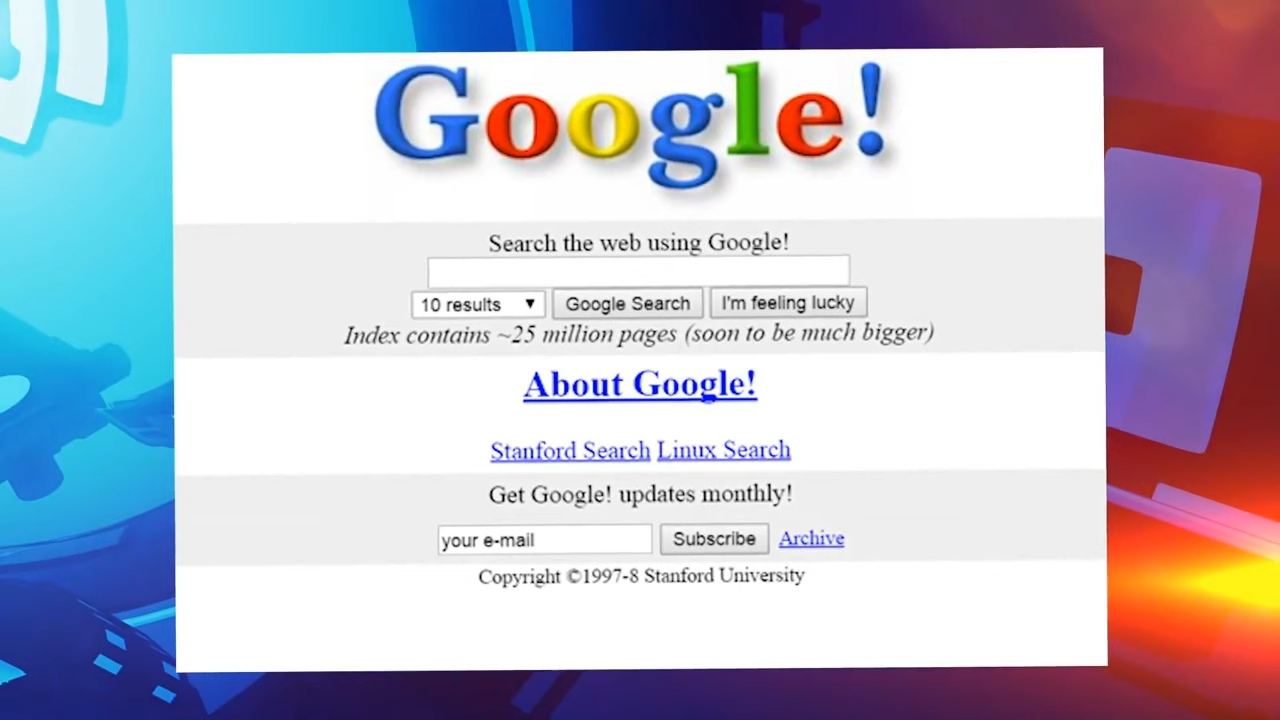 Google!
Search the web using Google!
10 results Google Search I'm feeling lucky
Index contains ~25 million pages (soon to be much bigger)
About Google!
Stanford Search Linux Search
Get Google! updates monthly!
your e-mail Subscribe Archive
Copyright ©1997-8 Stanford University